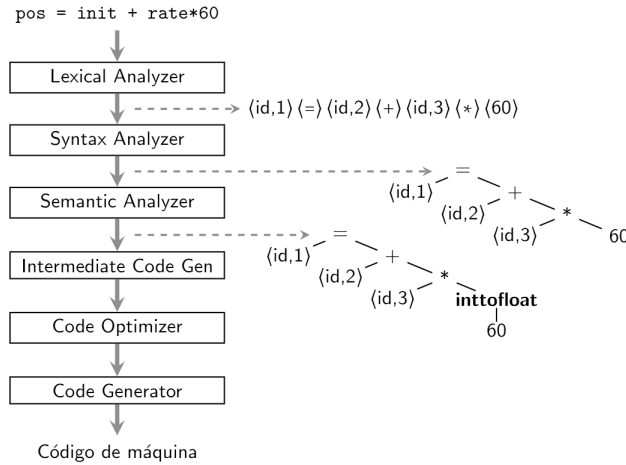 pos = init + rate*60
Lexical Analyzer
⟨id,1⟩ ⟨=⟩ ⟨id,2⟩ ⟨+⟩ ⟨id,3⟩ ⟨*⟩ ⟨60⟩
Syntax Analyzer
=
⟨id,1⟩
+
⟨id,2⟩
*
⟨id,3⟩
60
Semantic Analyzer
=
⟨id,1⟩
+
⟨id,2⟩
*
⟨id,3⟩
inttofloat
60
Intermediate Code Gen
Code Optimizer
Code Generator
Código de máquina